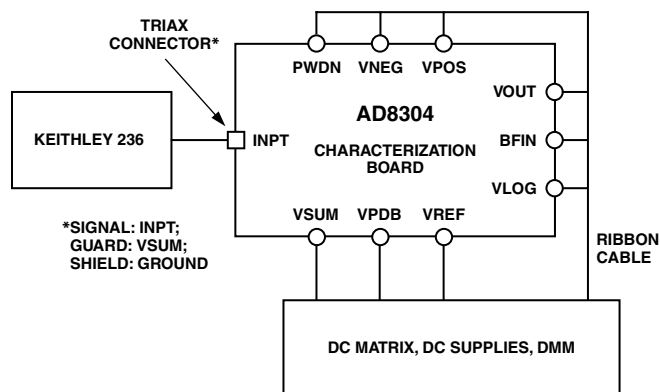 TRIAX
CONNECTOR*
PWDN VNEG VPOS
VOUT
AD8304
KEITHLEY 236
INPT
CHARACTERIZATION
BOARD
BFIN
VLOG
VSUM VPDB VREF
*SIGNAL: INPT;
GUARD: VSUM;
SHIELD: GROUND
RIBBON
CABLE
DC MATRIX, DC SUPPLIES, DMM